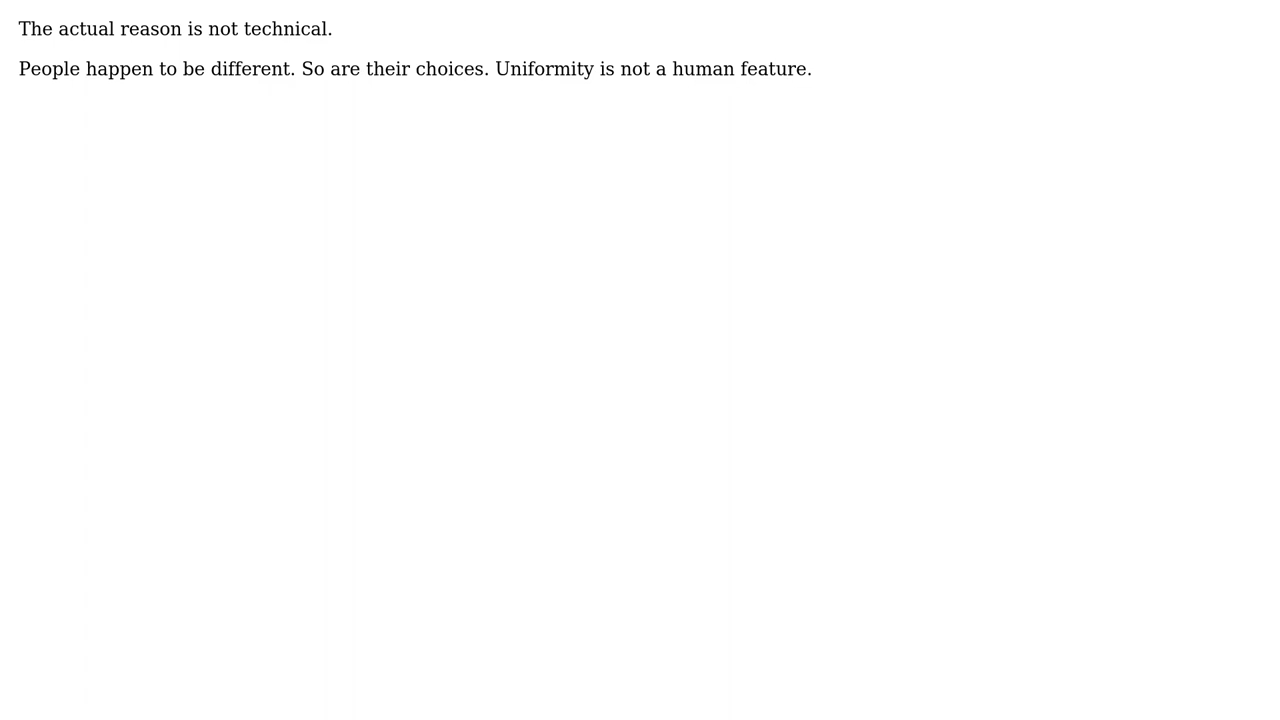 The actual reason is not technical.
People happen to be different. So are their choices. Uniformity is not a human feature.